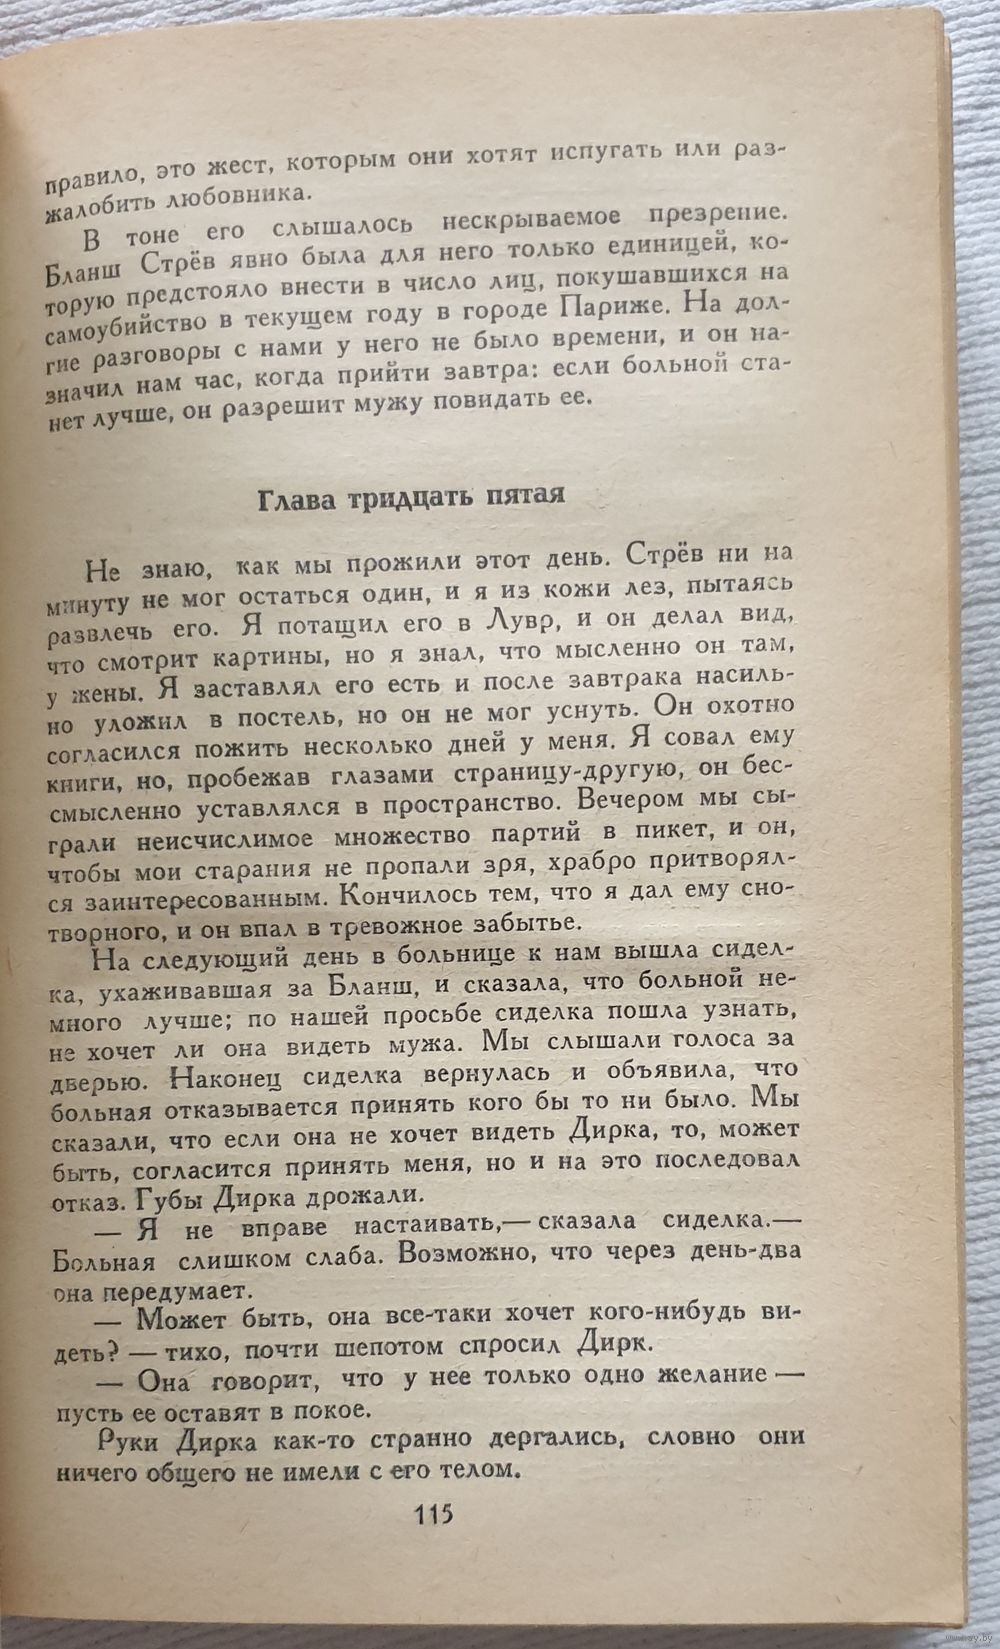 правило, это жест, которым они хотят испугать или раз-
жалобить любовника.
В тоне его слышалось нескрываемое презрение.
Бланш Стрёв явно была для него только единицей, ко-
торую предстояло внести в число лиц, покушавшихся на
самоубийство в текущем году в городе Париже. На дол-
гие разговоры с нами у него не было времени, и он на-
значил нам час, когда прийти завтра: если больной ста-
нет лучше, он разрешит мужу повидать ее.
Глава тридцать пятая
Не знаю, как мы прожили этот день. Стрёв ни на
минуту не мог остаться один, и я из кожи лез, пытаясь
развлечь его. Я потащил его в Лувр, и он делал вид,
что смотрит картины, но я знал, что мысленно он там,
у жены. Я заставлял его есть и после завтрака насиль-
но уложил в постель, но он не мог уснуть. Он охотно
согласился пожить несколько дней у меня. Я совал ему
книги, но, пробежав глазами страницу-другую, он бес-
смысленно уставлялся в пространство. Вечером мы сы-
грали неисчислимое множество партий в пикет, и он,
чтобы мои старания не пропали зря, храбро притворял-
ся заинтересованным. Кончилось тем, что я дал ему сно-
творного, и он впал в тревожное забытье.
На следующий день в больнице к нам вышла сидел-
ка, ухаживавшая за Бланш, и сказала, что больной не-
много лучше; по нашей просьбе сиделка пошла узнать,
не хочет ли она видеть мужа. Мы слышали голоса за
дверью. Наконец сиделка вернулась и объявила, что
больная отказывается принять кого бы то ни было. Мы
сказали, что если она не хочет видеть Дирка, то, может
быть, согласится принять меня, но и на это последовал
отказ. Губы Дирка дрожали.
— Я не вправе настаивать,— сказала сиделка.—
Больная слишком слаба. Возможно, что через день-два
она передумает.
— Может быть, она все-таки хочет кого-нибудь ви-
деть? — тихо, почти шепотом спросил Дирк.
— Она говорит, что у нее только одно желание —
пусть ее оставят в покое.
Руки Дирка как-то странно дергались, словно они
ничего общего не имели с его телом.
115